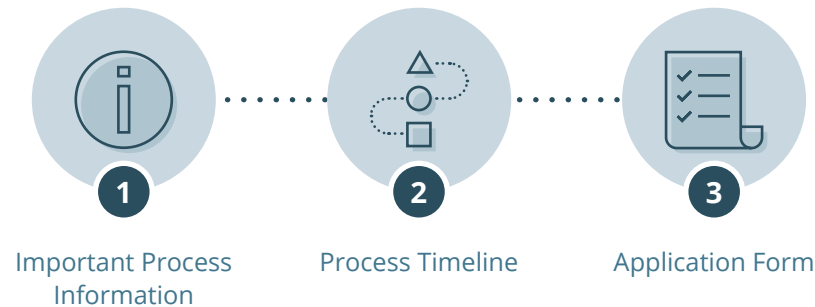 1
2
3
Important Process
Information
Process Timeline
Application Form